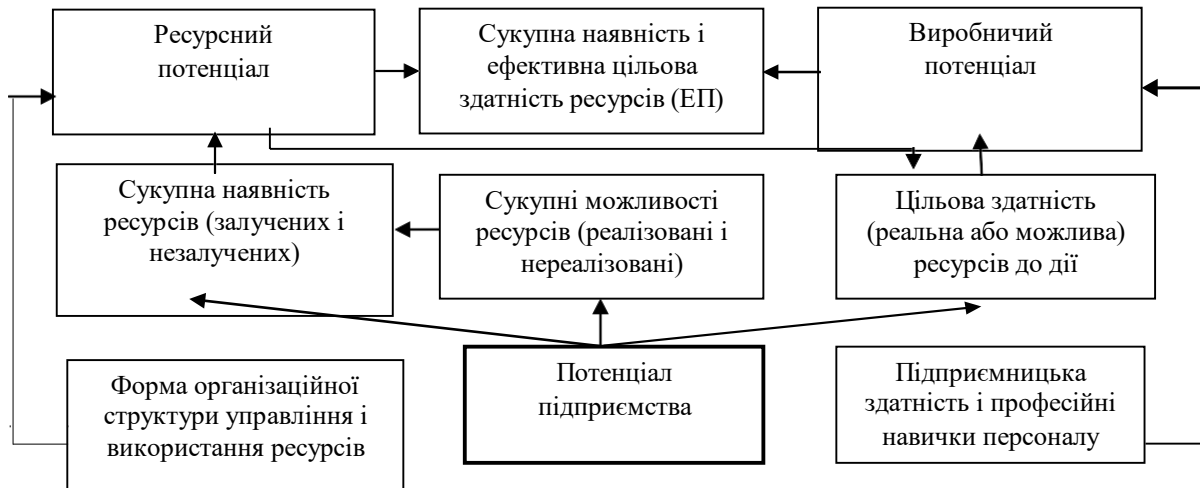 Ресурсний
потенціал
Сукупна наявність і
ефективна цільова
здатність ресурсів (ЕП)
Виробничий
потенціал
Сукупна наявність
ресурсів (залучених і
незалучених)
Сукупні можливості
ресурсів (реалізовані і
нереалізовані)
Цільова здатність
(реальна або можлива)
ресурсів до дії
Форма організаційної
структури управління і
використання ресурсів
Потенціал
підприємства
Підприємницька
здатність і професійні
навички персоналу